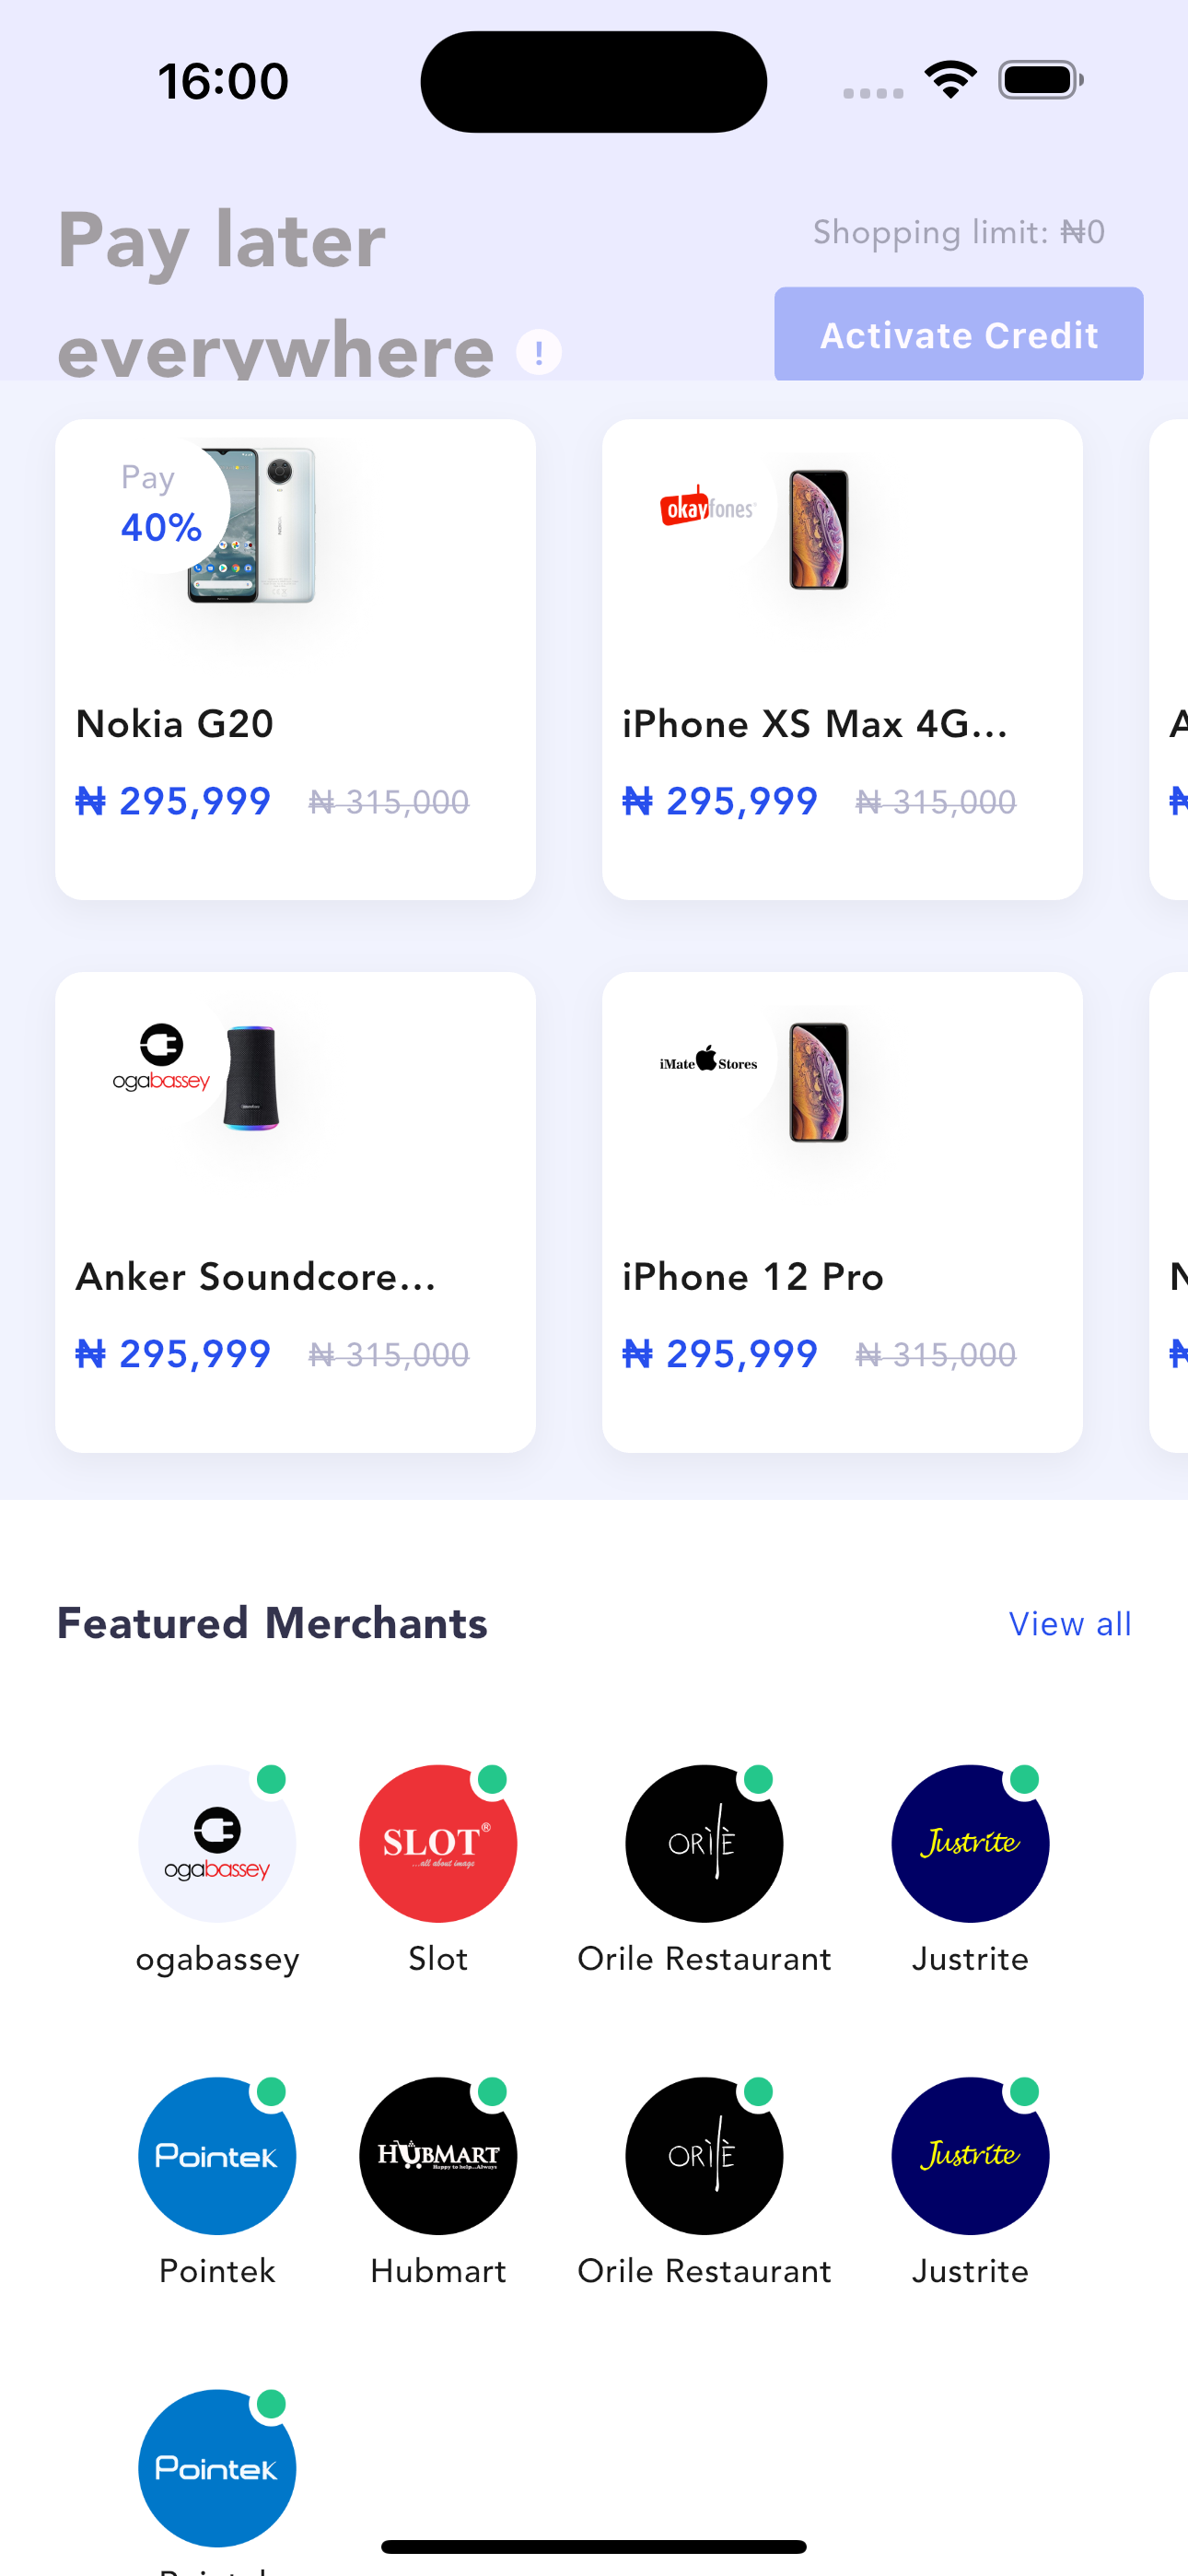 16:00
Pay later
everywhere !
Shopping limit: ₦0
Activate Credit
Pay
40%
okayfones
Nokia G20
iPhone XS Max 4G...
₦ 295,999 ₦ 315,000
₦ 295,999 ₦ 315,000
ogabassey
iMate Stores
Anker Soundcore...
iPhone 12 Pro
₦ 295,999 ₦ 315,000
₦ 295,999 ₦ 315,000
Featured Merchants
View all
ogabassey
SLOT®
...all about image
ORILÈ
Justrite
ogabassey
Slot
Orile Restaurant
Justrite
Pointek
HUBMART
Happy to help...Always
ORILÈ
Justrite
Pointek
Hubmart
Orile Restaurant
Justrite
Pointek